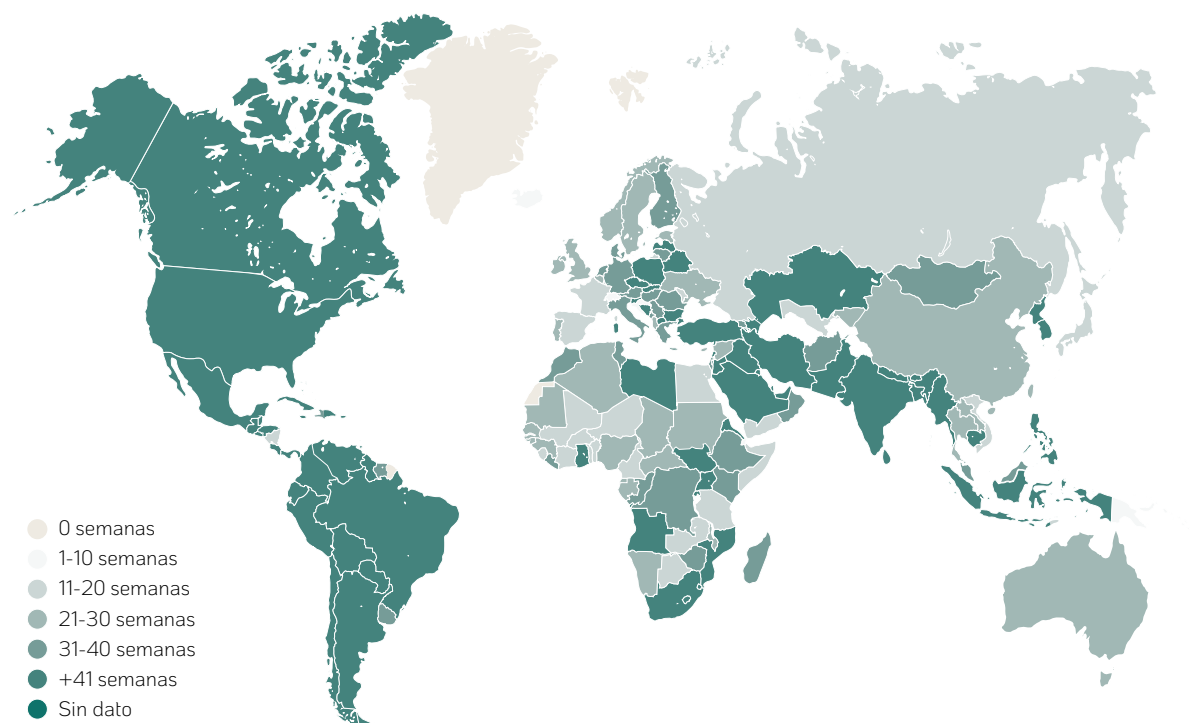 0 semanas
1-10 semanas
11-20 semanas
21-30 semanas
31-40 semanas
+41 semanas
Sin dato